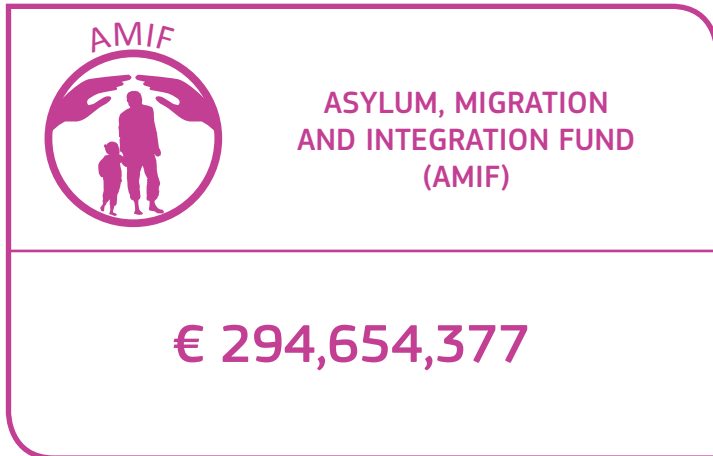 AMIF
ASYLUM, MIGRATION
AND INTEGRATION FUND
(AMIF)
€ 294,654,377